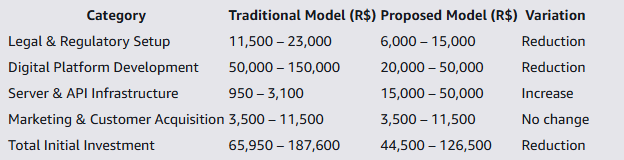 Category Traditional Model (R$) Proposed Model (R$) Variation
Legal & Regulatory Setup 11,500 – 23,000 6,000 – 15,000 Reduction
Digital Platform Development 50,000 – 150,000 20,000 – 50,000 Reduction
Server & API Infrastructure 950 – 3,100 15,000 – 50,000 Increase
Marketing & Customer Acquisition 3,500 – 11,500 3,500 – 11,500 No change
Total Initial Investment 65,950 – 187,600 44,500 – 126,500 Reduction